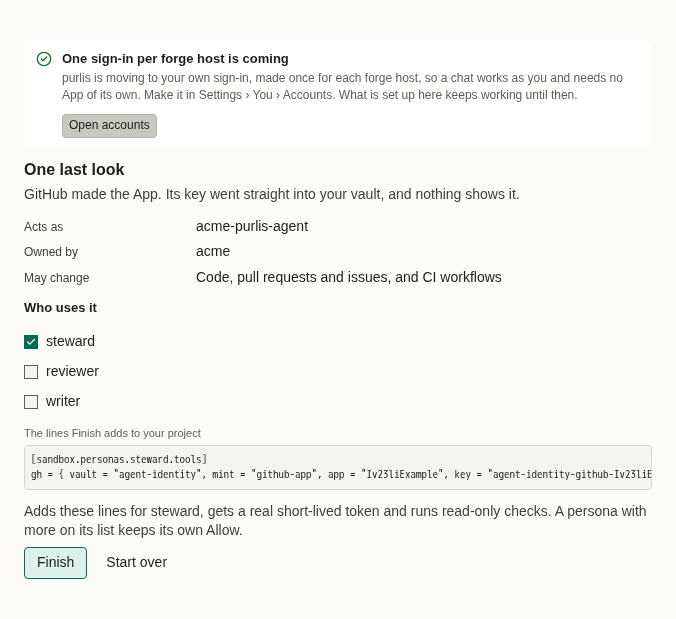 One sign-in per forge host is coming
purlis is moving to your own sign-in, made once for each forge host, so a chat works as you and needs no
App of its own. Make it in Settings › You › Accounts. What is set up here keeps working until then.
Open accounts
One last look
GitHub made the App. Its key went straight into your vault, and nothing shows it.
Acts as acme-purlis-agent
Owned by acme
May change Code, pull requests and issues, and CI workflows
Who uses it
steward
reviewer
writer
The lines Finish adds to your project
[sandbox.personas.steward.tools]
gh = { vault = "agent-identity", mint = "github-app", app = "Iv23liExample", key = "agent-identity-github-Iv23liE
Adds these lines for steward, gets a real short-lived token and runs read-only checks. A persona with
more on its list keeps its own Allow.
Finish Start over